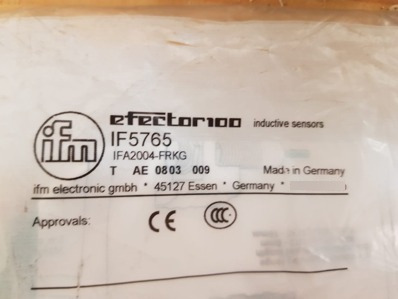 ifm
efector100 inductive sensors
IF5765
IFA2004-FRKG
T AE 0803 009 Made in Germany
ifm electronic gmbh * 45127 Essen * Germany *
Approvals: CE CCC